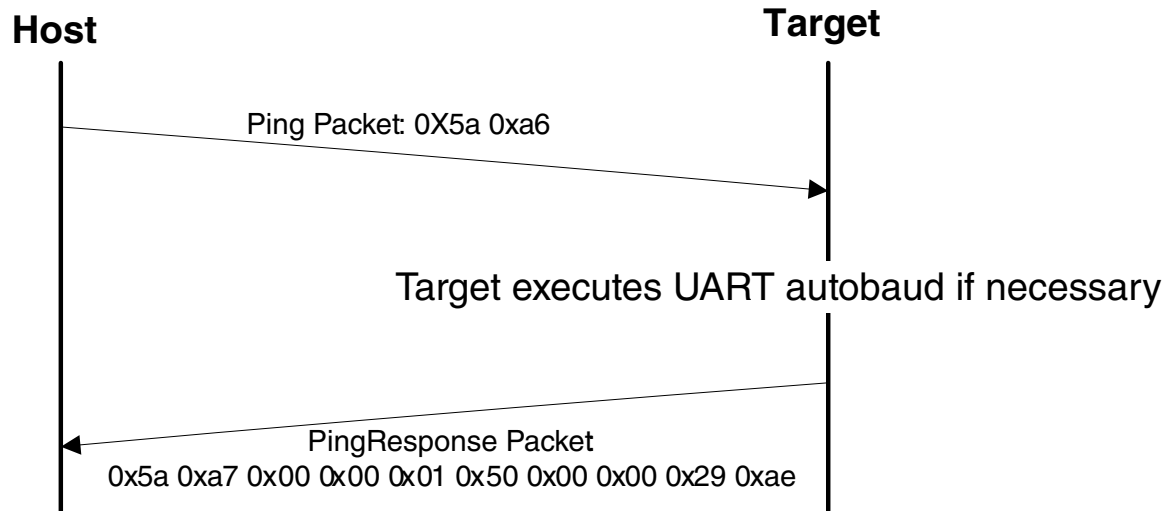 Host
Target
Ping Packet: 0X5a 0xa6
Target executes UART autobaud if necessary
PingResponse Packet
0x5a 0xa7 0x00 0x00 0x01 0x50 0x00 0x00 0x29 0xae